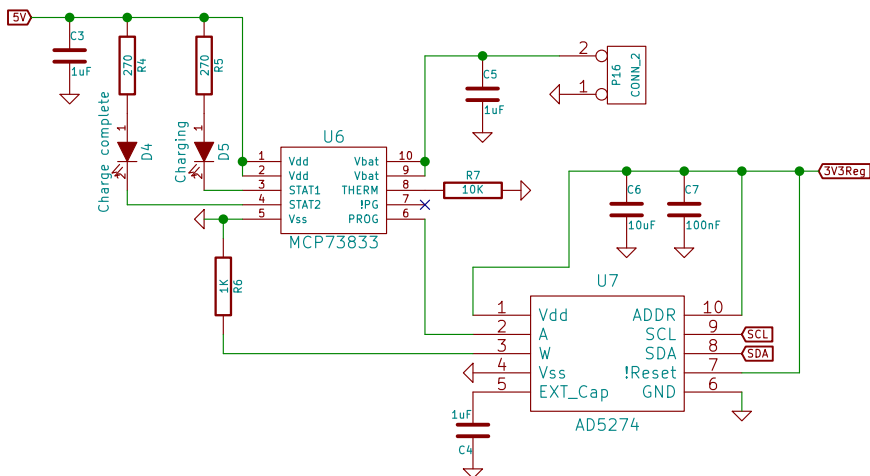 5V
C3
1uF
270
R4
270
R5
Charge complete
1
2
D4
Charging
1
2
D5
U6
1 Vdd
2 Vdd
3 STAT1
4 STAT2
5 Vss
Vbat 10
Vbat 9
THERM 8
!PG 7
PROG 6
MCP73833
C5
1uF
2
1
P16
CONN_2
R7
10K
1K
R6
C6
10uF
C7
100nF
3V3Reg
U7
1 Vdd
2 A
3 W
4 Vss
5 EXT_Cap
ADDR 10
SCL 9
SDA 8
!Reset 7
GND 6
SCL
SDA
AD5274
1uF
C4